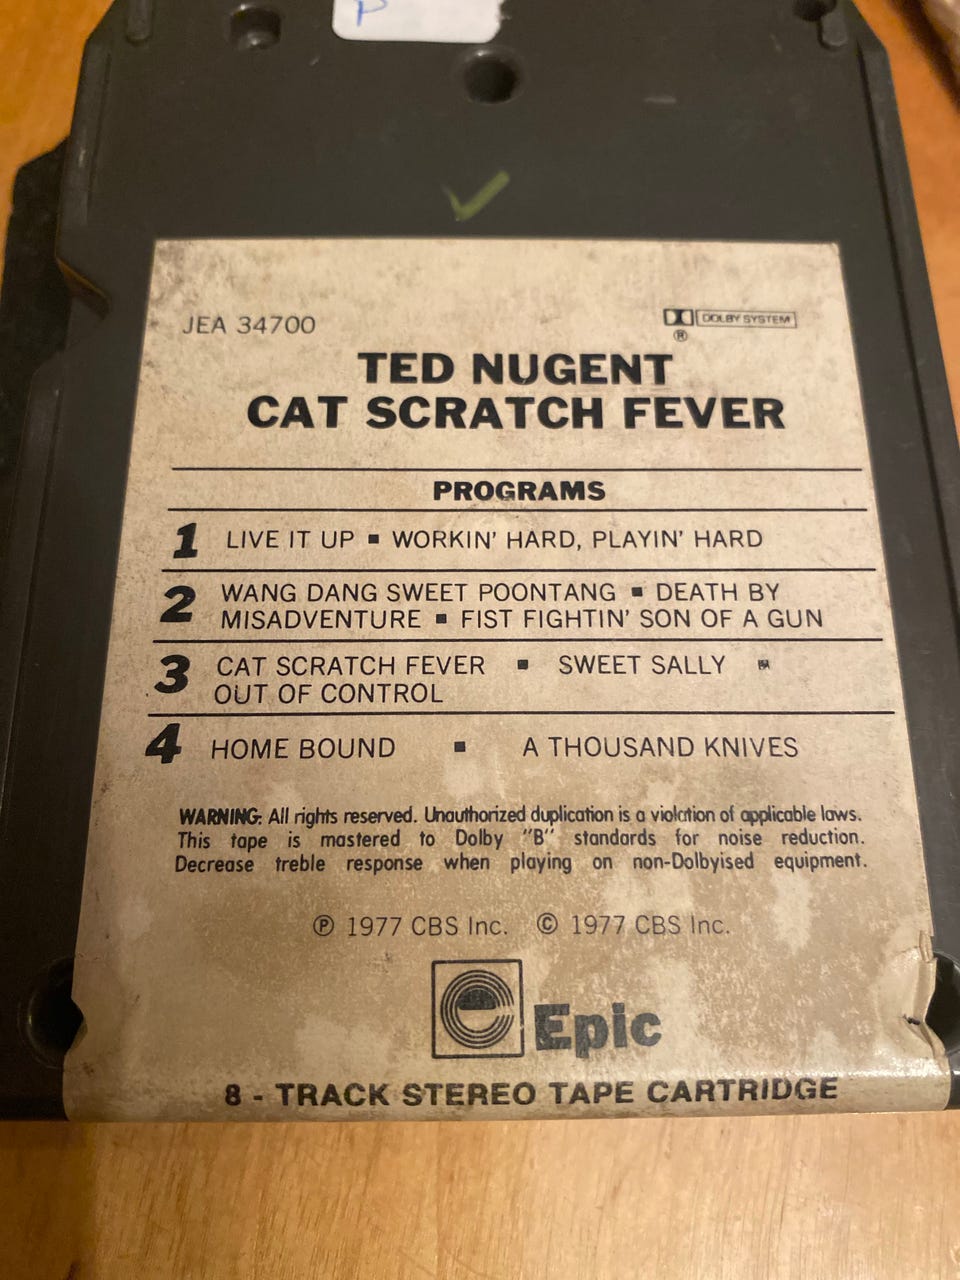 P
JEA 34700
DOLBY SYSTEM
®
TED NUGENT
CAT SCRATCH FEVER
PROGRAMS
1 LIVE IT UP ▪ WORKIN' HARD, PLAYIN' HARD
2 WANG DANG SWEET POONTANG ▪ DEATH BY
MISADVENTURE ▪ FIST FIGHTIN' SON OF A GUN
3 CAT SCRATCH FEVER ▪ SWEET SALLY ▪
OUT OF CONTROL
4 HOME BOUND ▪ A THOUSAND KNIVES
WARNING: All rights reserved. Unauthorized duplication is a violation of applicable laws.
This tape is mastered to Dolby "B" standards for noise reduction.
Decrease treble response when playing on non-Dolbyised equipment.
℗ 1977 CBS Inc. © 1977 CBS Inc.
Epic
8 - TRACK STEREO TAPE CARTRIDGE